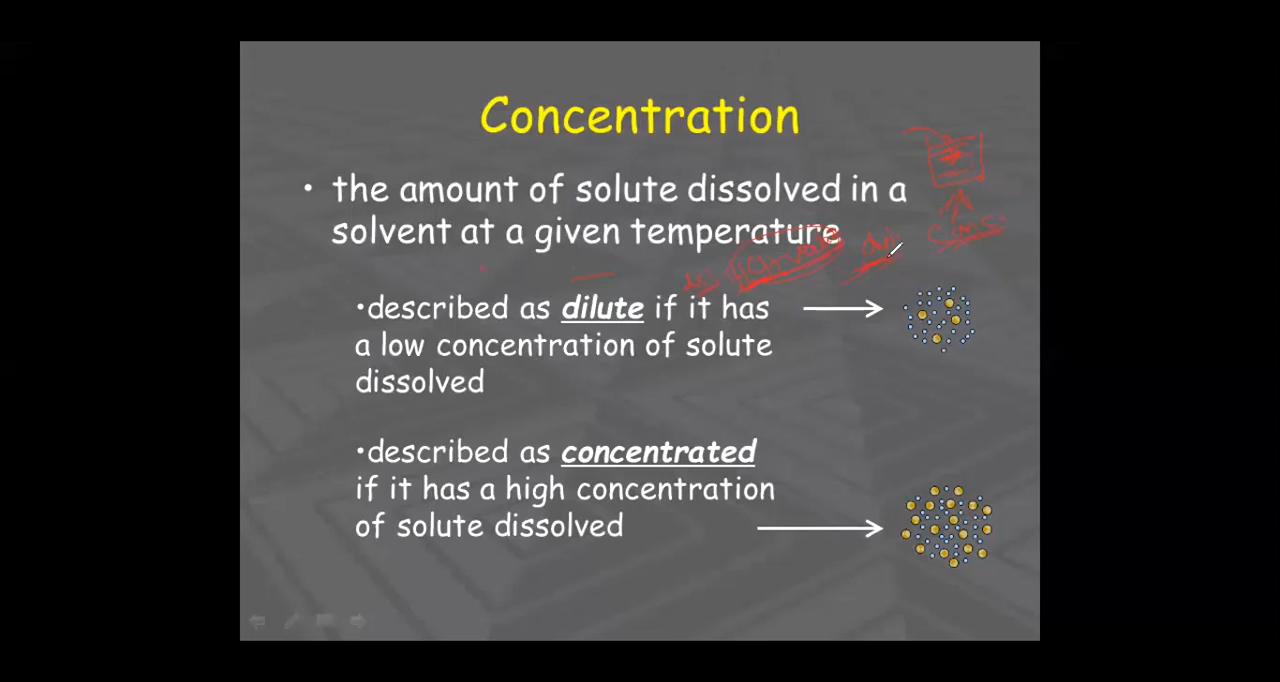 Concentration
• the amount of solute dissolved in a
solvent at a given temperature
•described as dilute if it has
a low concentration of solute
dissolved
•described as concentrated
if it has a high concentration
of solute dissolved